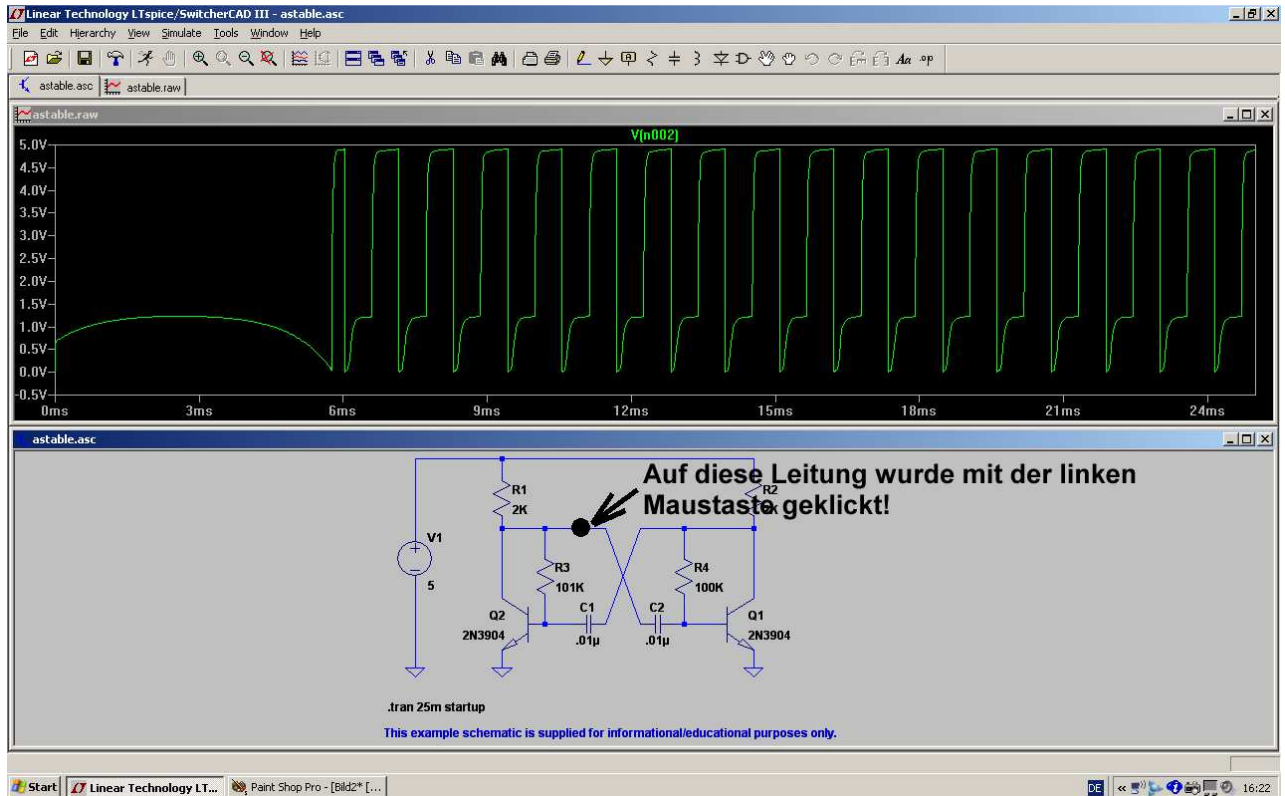 Linear Technology LTspice/SwitcherCAD III - astable.asc
File Edit Hierarchy View Simulate Tools Window Help
Aa .op
astable.asc astable.raw
astable.raw
V(n002)
5.0V
4.5V
4.0V
3.5V
3.0V
2.5V
2.0V
1.5V
1.0V
0.5V
0.0V
-0.5V
0ms 3ms 6ms 9ms 12ms 15ms 18ms 21ms 24ms
astable.asc
Auf diese Leitung wurde mit der linken
Maustaste geklickt!
R1
2K
R2
V1
5
R3
101K
R4
100K
C1
.01µ
C2
.01µ
Q2
2N3904
Q1
2N3904
.tran 25m startup
This example schematic is supplied for informational/educational purposes only.
Start Linear Technology LT... Paint Shop Pro - [Bild2* [... DE « 16:22